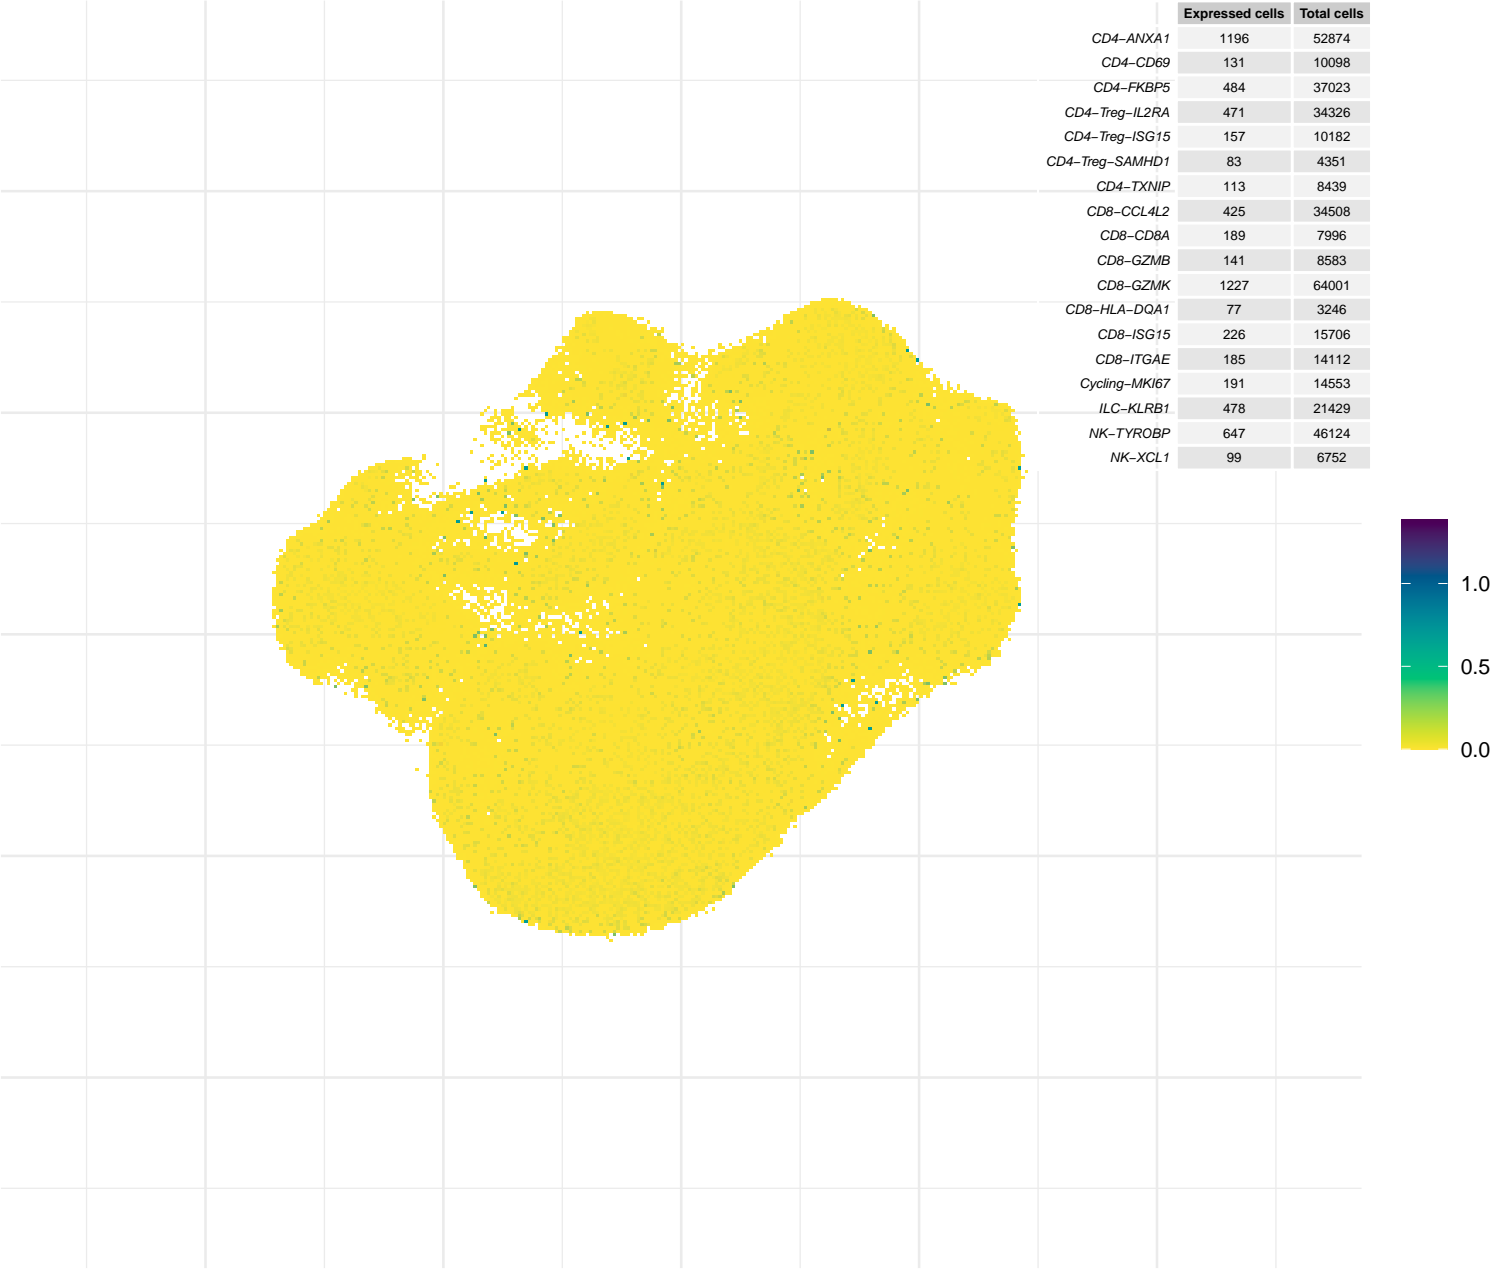 Expressed cells Total cells
CD4−ANXA1 1196 52874
CD4−CD69 131 10098
CD4−FKBP5 484 37023
CD4−Treg−IL2RA 471 34326
CD4−Treg−ISG15 157 10182
CD4−Treg−SAMHD1 83 4351
CD4−TXNIP 113 8439
CD8−CCL4L2 425 34508
CD8−CD8A 189 7996
CD8−GZMB 141 8583
CD8−GZMK 1227 64001
CD8−HLA−DQA1 77 3246
CD8−ISG15 226 15706
CD8−ITGAE 185 14112
Cycling−MKI67 191 14553
ILC−KLRB1 478 21429
NK−TYROBP 647 46124
NK−XCL1 99 6752
1.0
0.5
0.0